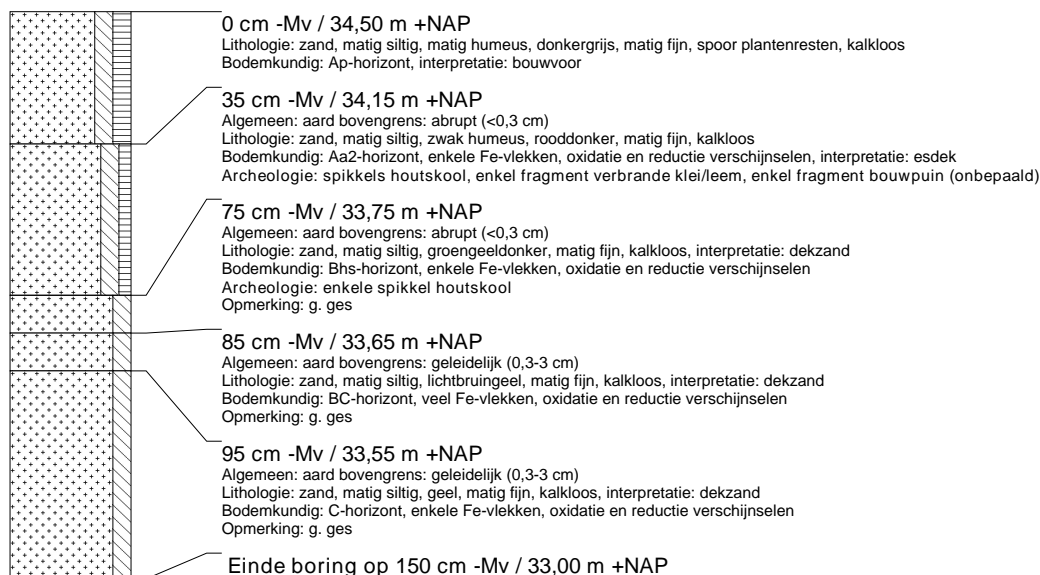 0 cm -Mv / 34,50 m +NAP
Lithologie: zand, matig siltig, matig humeus, donkergrijs, matig fijn, spoor plantenresten, kalkloos
Bodemkundig: Ap-horizont, interpretatie: bouwvoor
35 cm -Mv / 34,15 m +NAP
Algemeen: aard bovengrens: abrupt (<0,3 cm)
Lithologie: zand, matig siltig, zwak humeus, rooddonker, matig fijn, kalkloos
Bodemkundig: Aa2-horizont, enkele Fe-vlekken, oxidatie en reductie verschijnselen, interpretatie: esdek
Archeologie: spikkels houtskool, enkel fragment verbrande klei/leem, enkel fragment bouwpuin (onbepaald)
75 cm -Mv / 33,75 m +NAP
Algemeen: aard bovengrens: abrupt (<0,3 cm)
Lithologie: zand, matig siltig, groengeeldonker, matig fijn, kalkloos, interpretatie: dekzand
Bodemkundig: Bhs-horizont, enkele Fe-vlekken, oxidatie en reductie verschijnselen
Archeologie: enkele spikkel houtskool
Opmerking: g. ges
85 cm -Mv / 33,65 m +NAP
Algemeen: aard bovengrens: geleidelijk (0,3-3 cm)
Lithologie: zand, matig siltig, lichtbruingeel, matig fijn, kalkloos, interpretatie: dekzand
Bodemkundig: BC-horizont, veel Fe-vlekken, oxidatie en reductie verschijnselen
Opmerking: g. ges
95 cm -Mv / 33,55 m +NAP
Algemeen: aard bovengrens: geleidelijk (0,3-3 cm)
Lithologie: zand, matig siltig, geel, matig fijn, kalkloos, interpretatie: dekzand
Bodemkundig: C-horizont, enkele Fe-vlekken, oxidatie en reductie verschijnselen
Opmerking: g. ges
Einde boring op 150 cm -Mv / 33,00 m +NAP